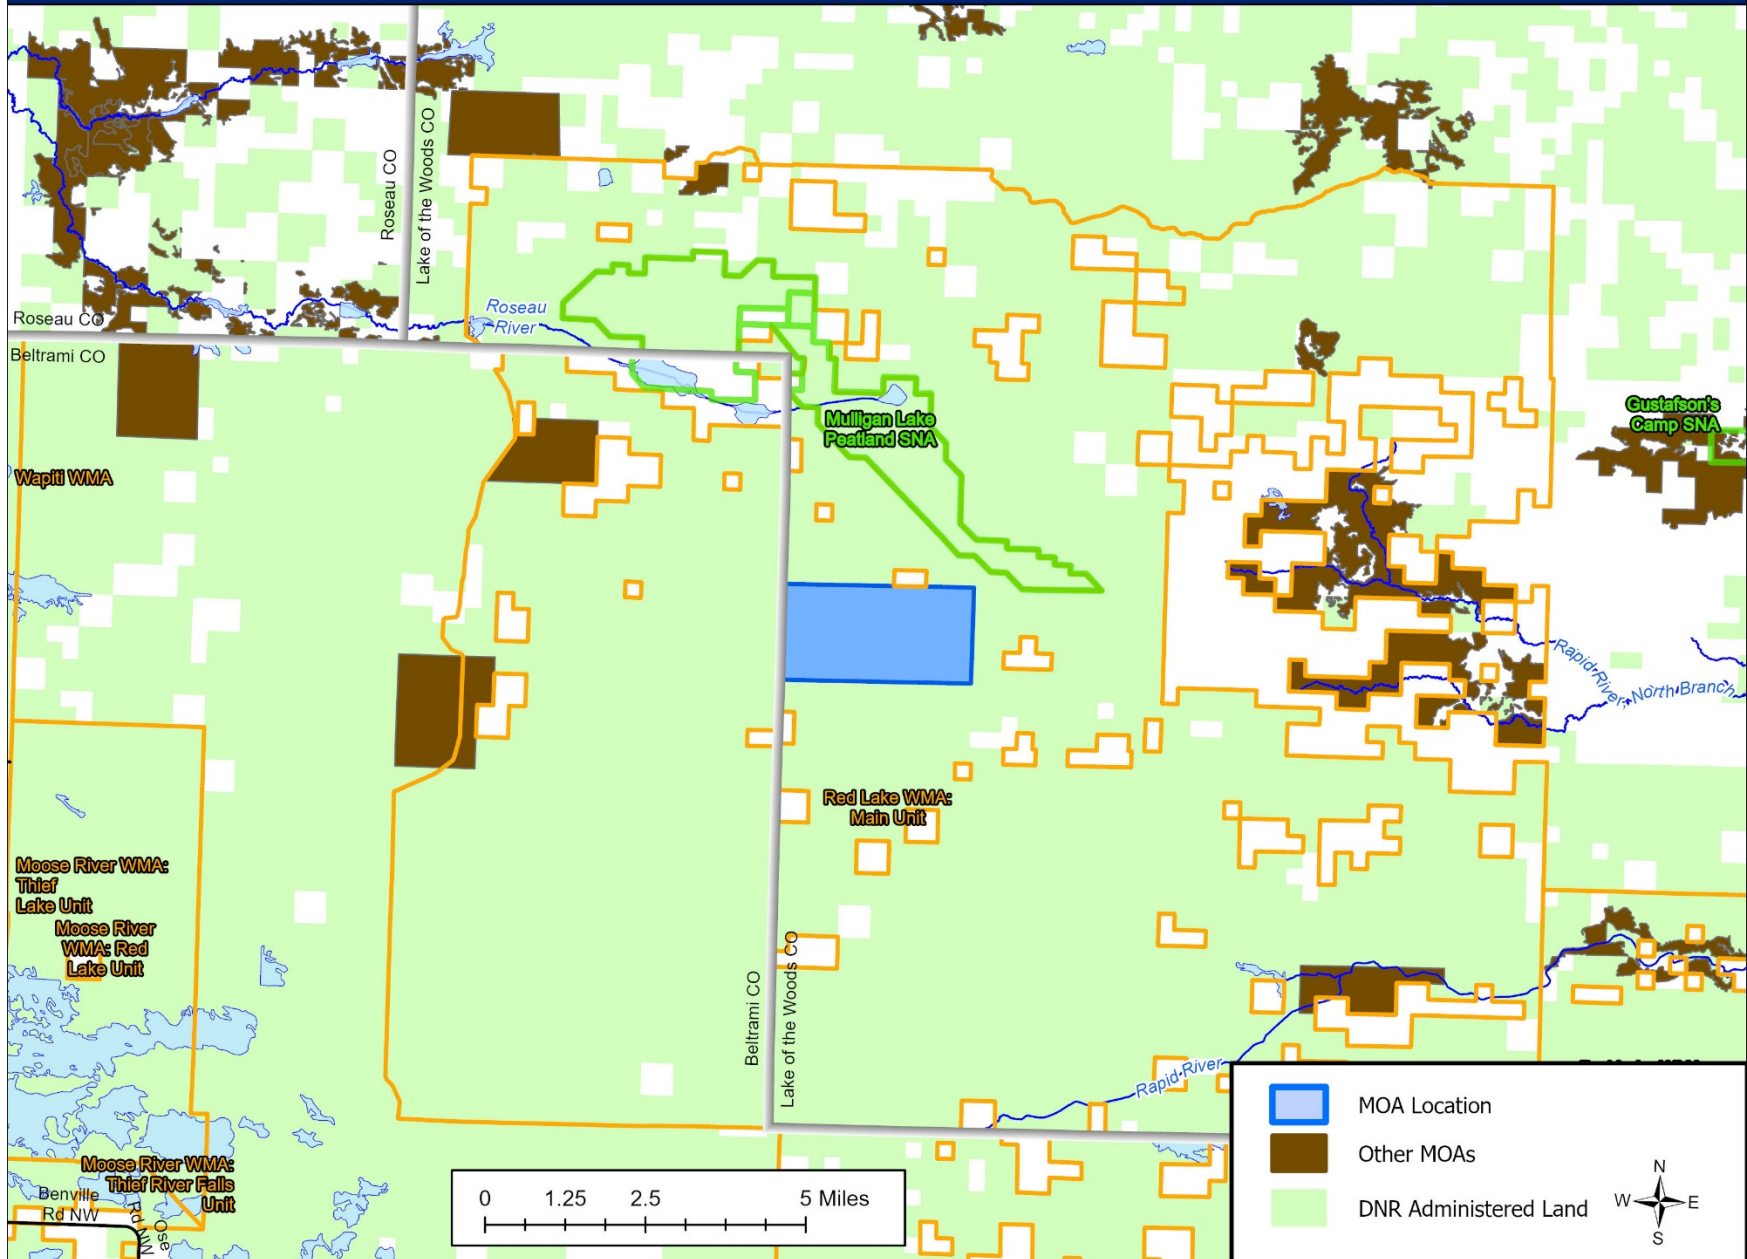 Roseau CO
Lake of the Woods CO
Roseau CO
Beltrami CO
Roseau
River
Mulligan Lake
Peatland SNA
Gustafson's
Camp SNA
Wapiti WMA
Rapid River, North Branch
Red Lake WMA:
Main Unit
Moose River WMA:
Thief
Lake Unit
Moose River
WMA: Red
Lake Unit
Beltrami CO
Lake of the Woods CO
Rapid River
Moose River WMA:
Thief River Falls
Unit
Benville
Rd NW
Rd NW
Ose
0 1.25 2.5 5 Miles
MOA Location
Other MOAs
DNR Administered Land
N
W E
S